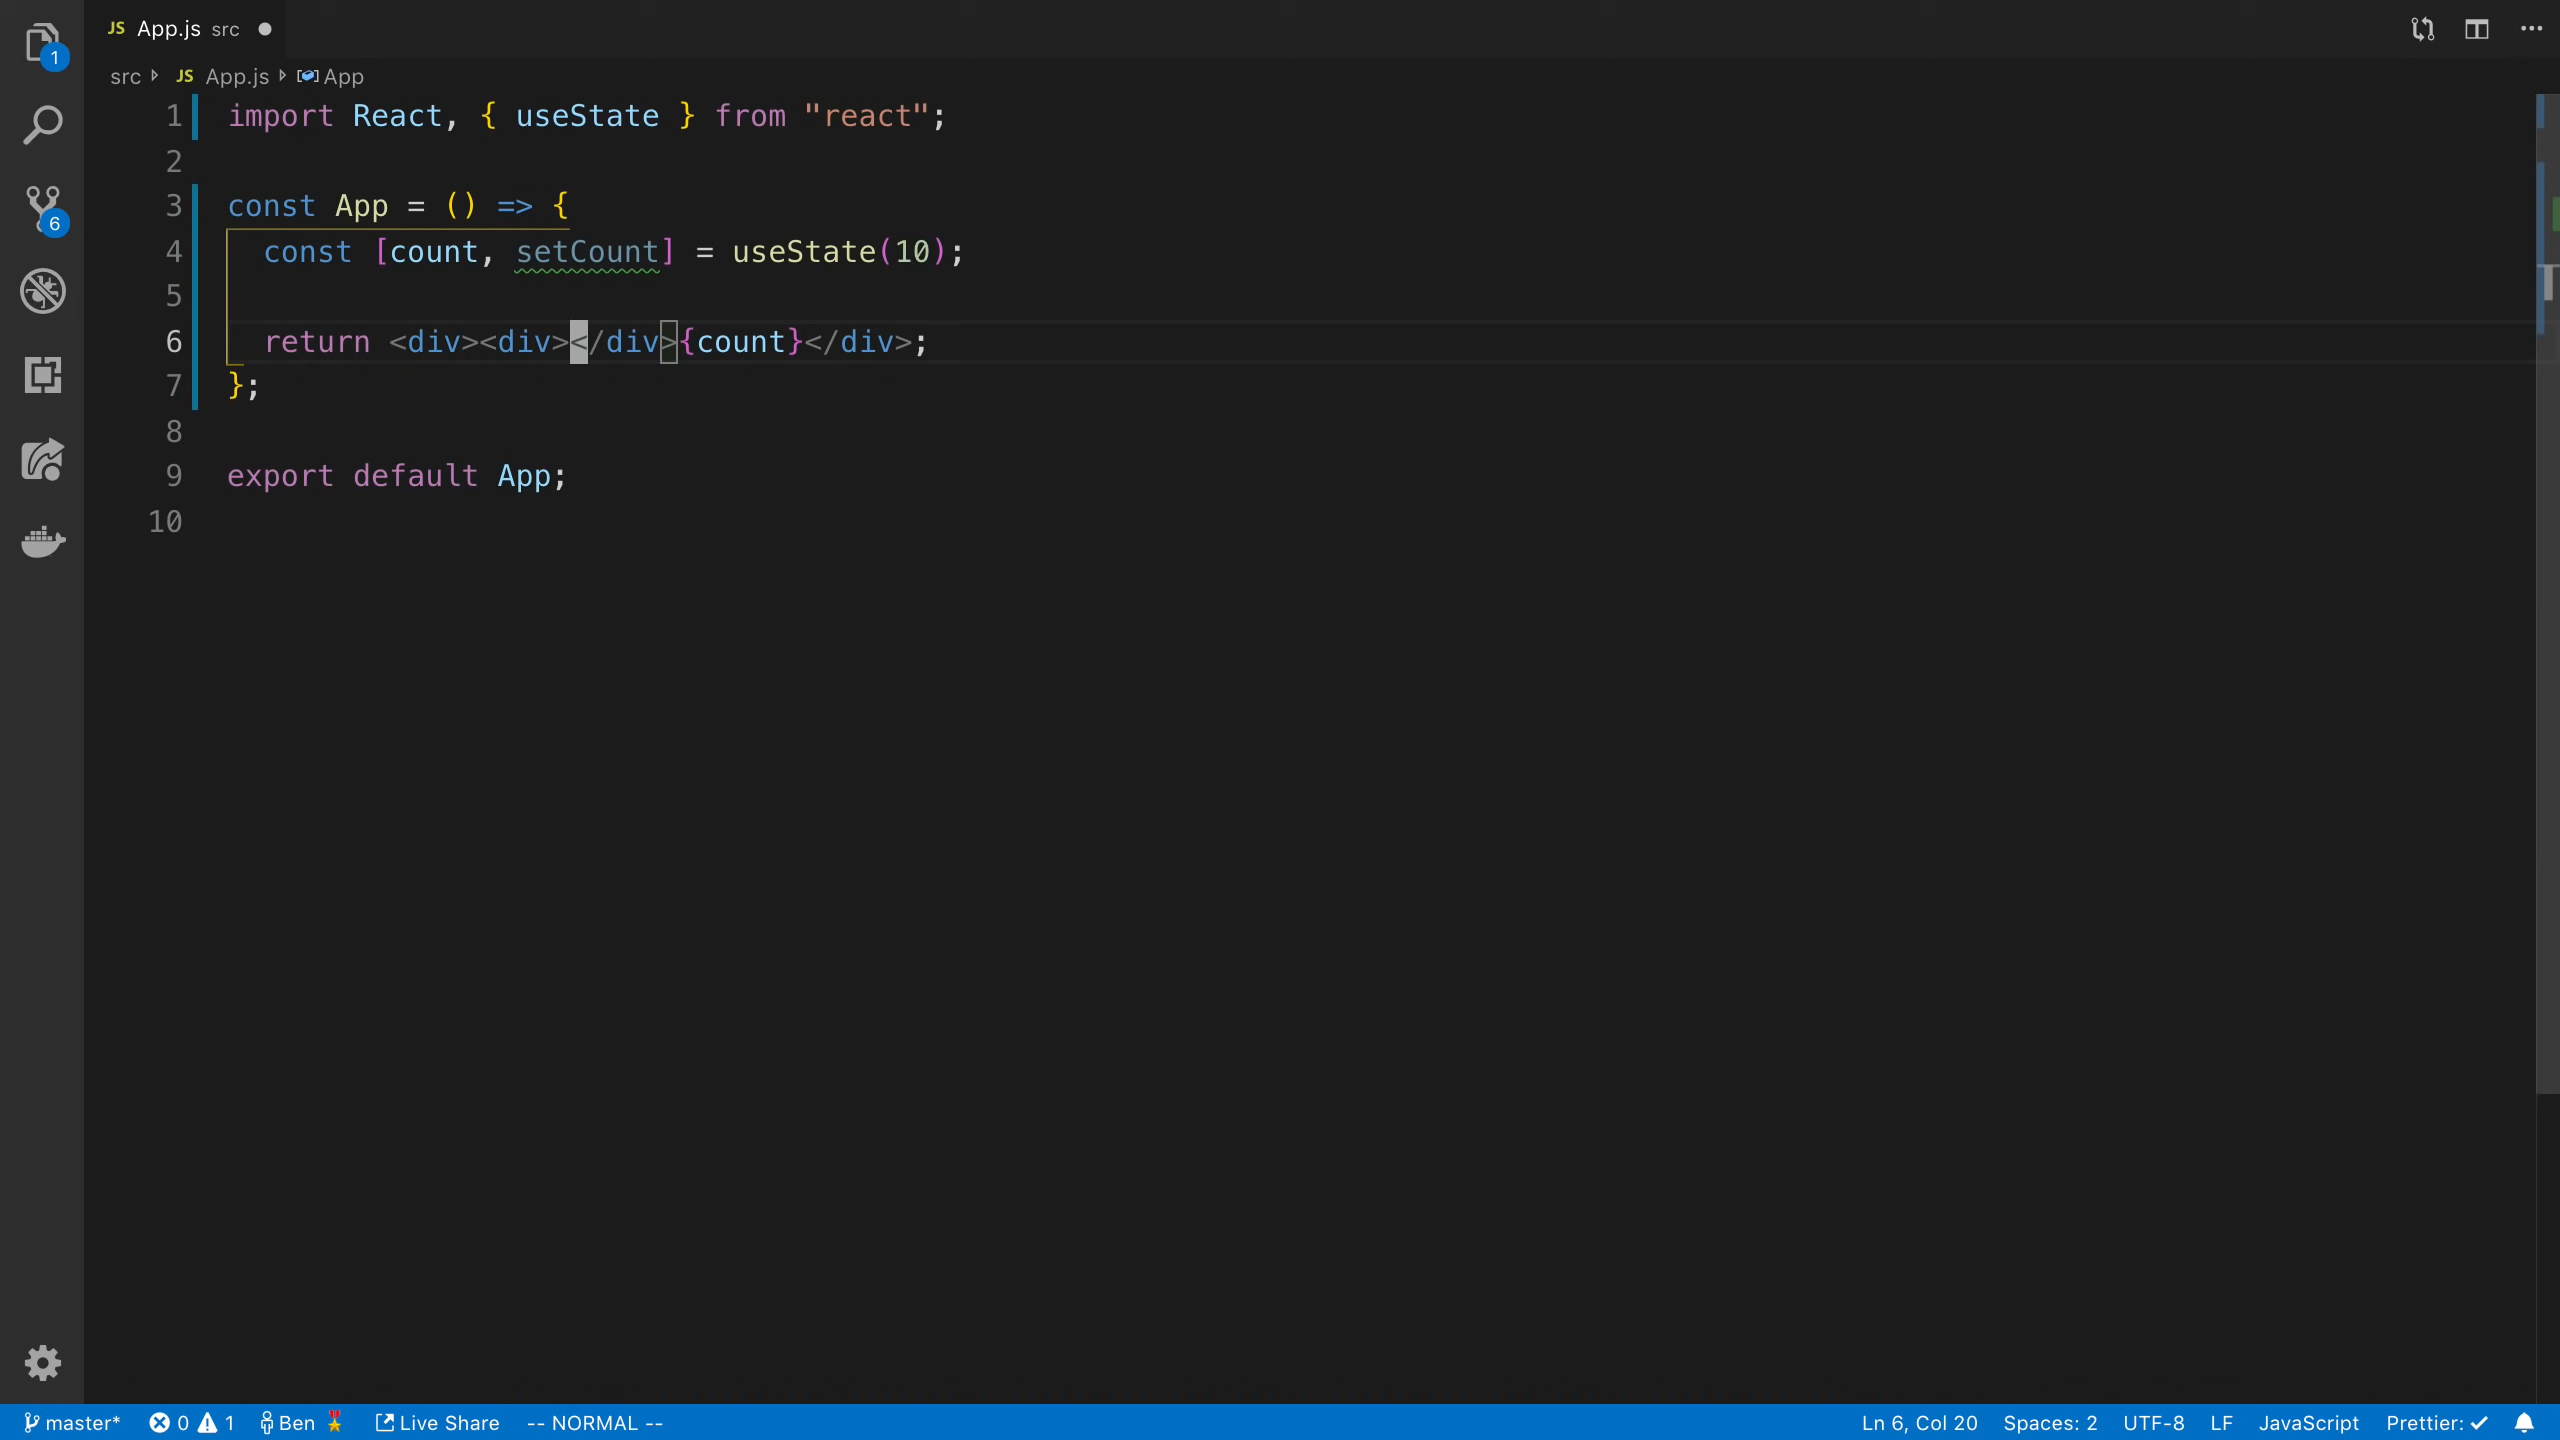 JS App.js src
src JS App.js App
1 import React, { useState } from "react";
2
3 const App = () => {
4 const [count, setCount] = useState(10);
5
6 return <div><div></div>{count}</div>;
7 };
8
9 export default App;
10
1
6
master* 0 1 Ben Live Share -- NORMAL -- Ln 6, Col 20 Spaces: 2 UTF-8 LF JavaScript Prettier: